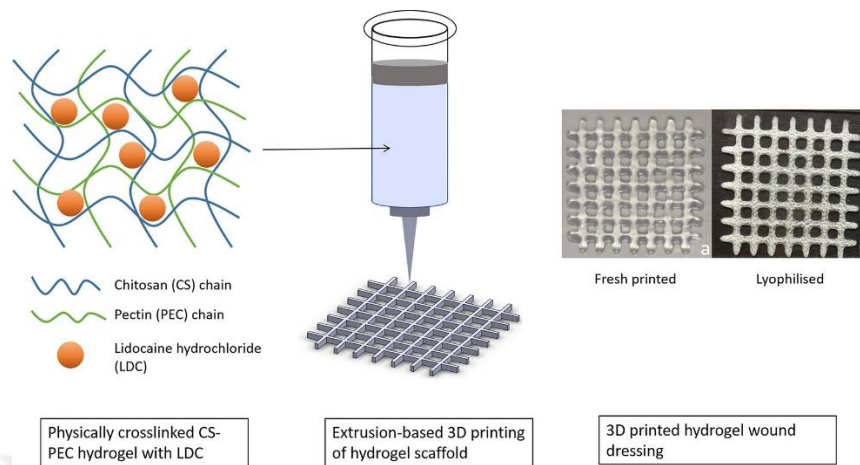 Chitosan (CS) chain
Pectin (PEC) chain
Lidocaine hydrochloride
(LDC)
a
Fresh printed
Lyophilised
Physically crosslinked CS-
PEC hydrogel with LDC
Extrusion-based 3D printing
of hydrogel scaffold
3D printed hydrogel wound
dressing